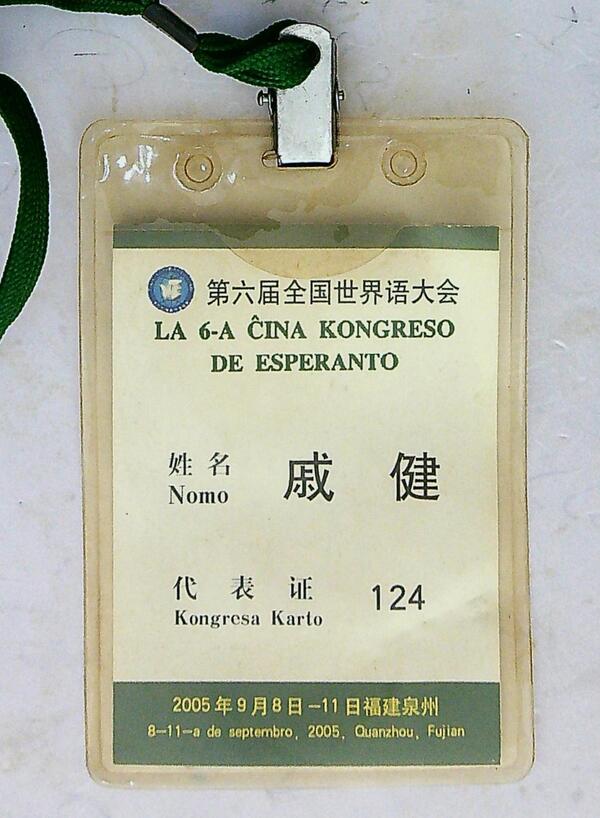 第六届全国世界语大会
LA 6-A ĈINA KONGRESO
DE ESPERANTO
姓名 戚 健
Nomo
代表证 124
Kongresa Karto
2005年9月8日-11日福建泉州
8-11-a de septembro, 2005, Quanzhou, Fujian